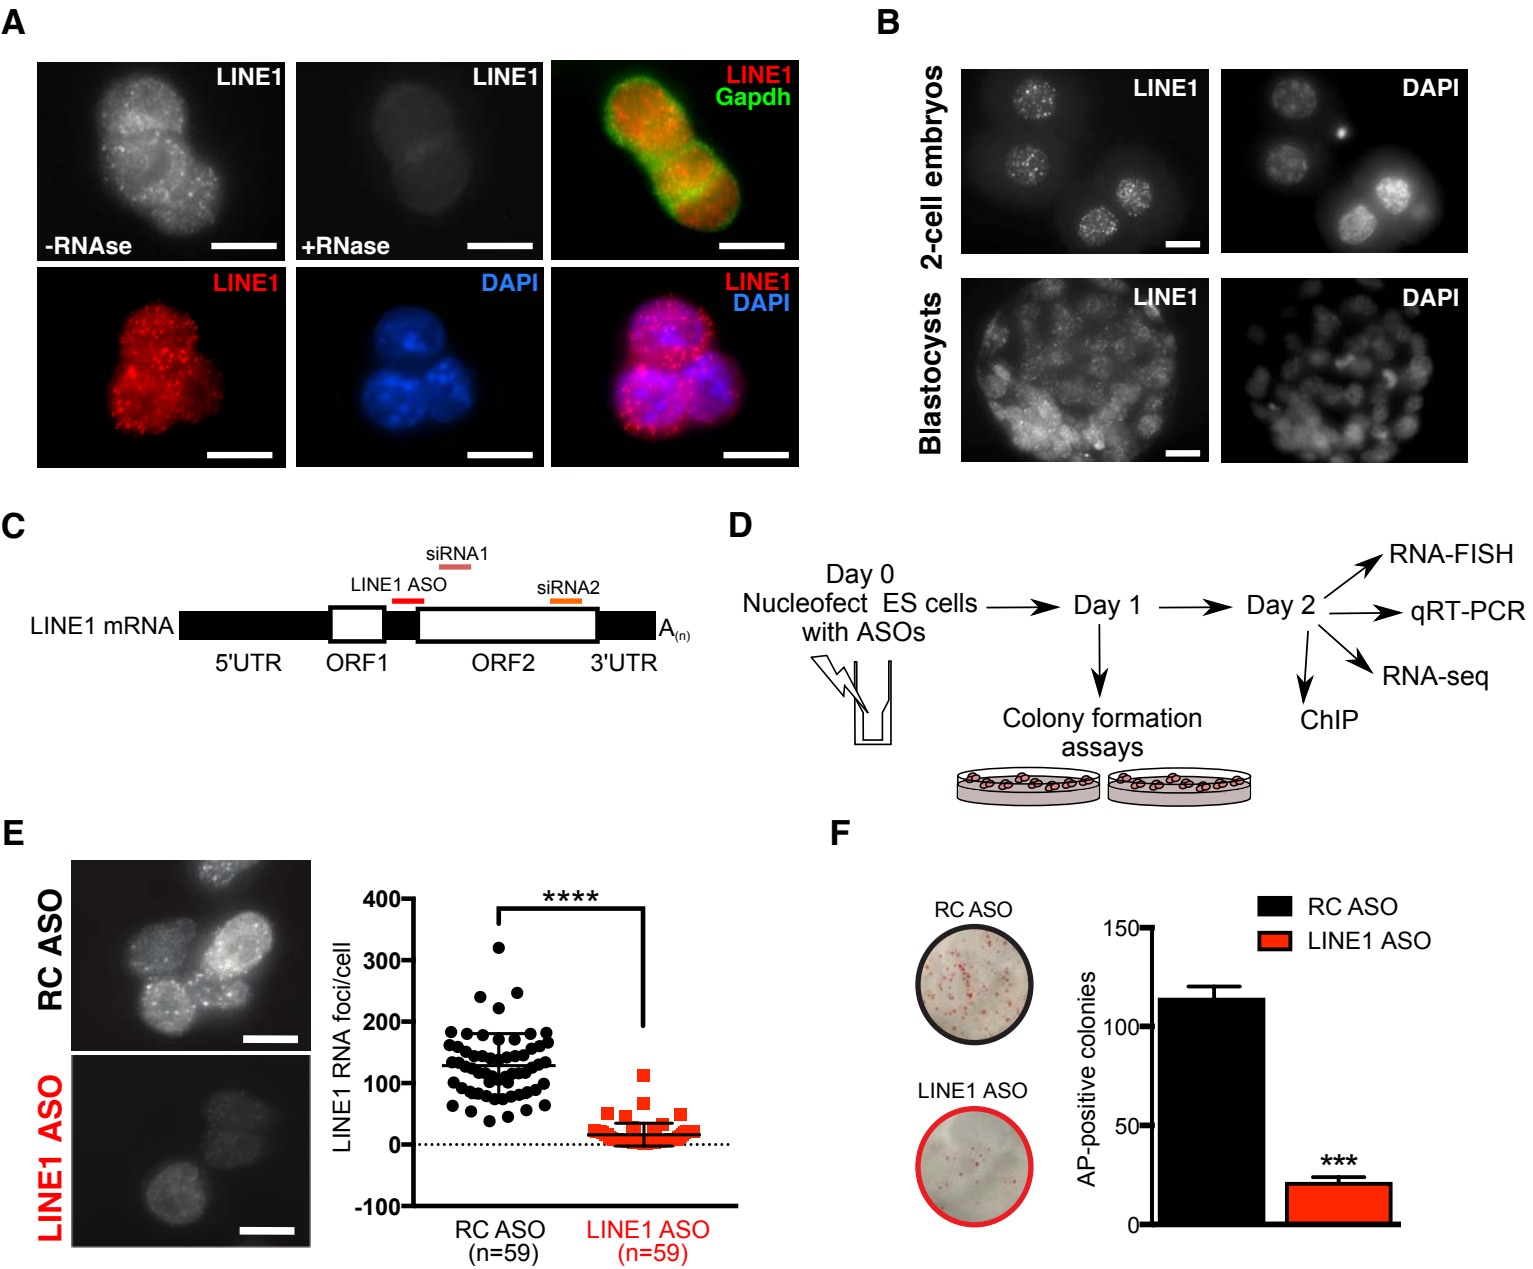 A
LINE1
-RNAse
LINE1
+RNase
LINE1
Gapdh
LINE1
DAPI
LINE1
DAPI
B
2-cell embryos
LINE1
DAPI
Blastocysts
LINE1
DAPI
C
siRNA1
LINE1 ASO
siRNA2
LINE1 mRNA
A(n)
5'UTR
ORF1
ORF2
3'UTR
D
Day 0
Nucleofect ES cells
with ASOs
Day 1
Day 2
RNA-FISH
qRT-PCR
RNA-seq
ChIP
Colony formation
assays
E
RC ASO
LINE1 ASO
LINE1 RNA foci/cell
400
300
200
100
0
-100
****
RC ASO
(n=59)
LINE1 ASO
(n=59)
F
RC ASO
LINE1 ASO
AP-positive colonies
150
100
50
0
***
RC ASO
LINE1 ASO